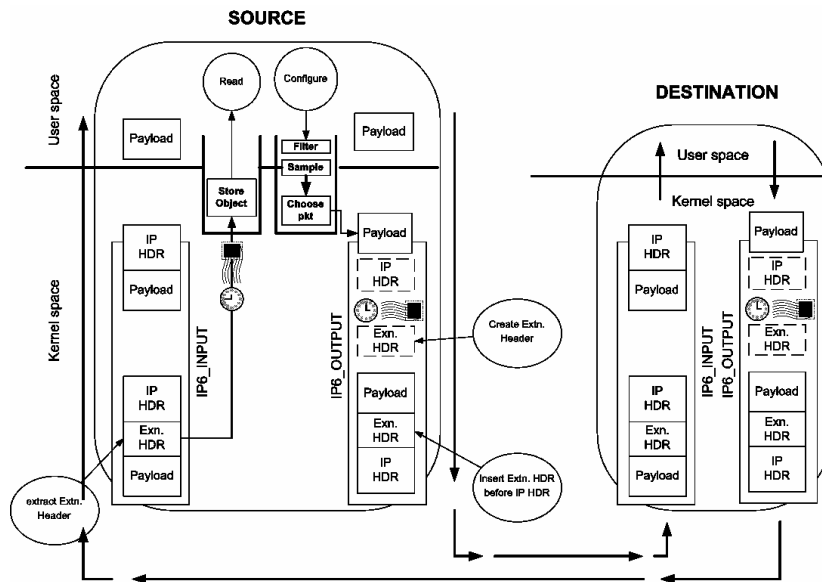 SOURCE
Read
Configure
User space
Payload
Payload
Filter
Sample
Store
Object
Choose
pkt
Kernel space
IP
HDR
Payload
IP6_INPUT
IP
HDR
Exn.
HDR
Payload
extract Extn.
Header
Payload
IP
HDR
Exn.
HDR
IP6_OUTPUT
Payload
Exn.
HDR
IP
HDR
Create Extn.
Header
Insert Extn. HDR
before IP HDR
DESTINATION
User space
Kernel space
IP
HDR
Payload
IP6_INPUT
IP
HDR
Exn.
HDR
Payload
Payload
IP
HDR
Exn.
HDR
IP6_OUTPUT
Payload
Exn.
HDR
IP
HDR